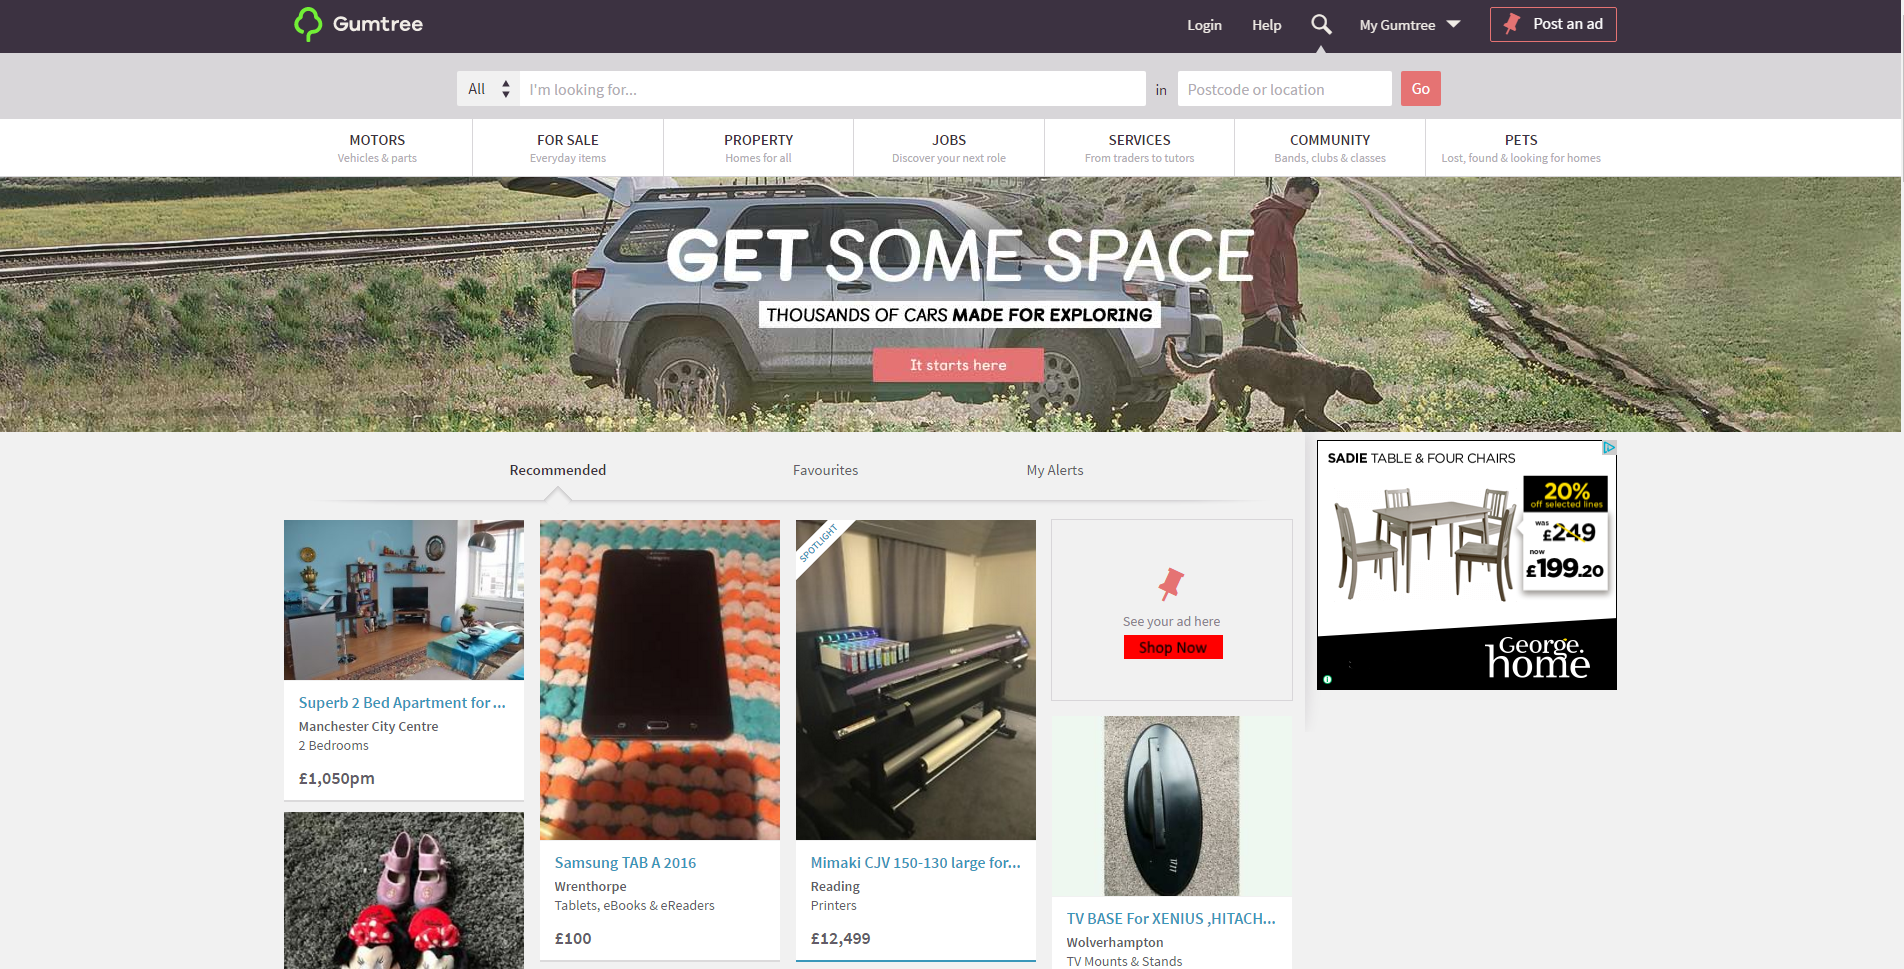 Gumtree
Login
Help
My Gumtree
Post an ad
All
I'm looking for...
in
Postcode or location
Go
MOTORS
Vehicles & parts
FOR SALE
Everyday items
PROPERTY
Homes for all
JOBS
Discover your next role
SERVICES
From traders to tutors
COMMUNITY
Bands, clubs & classes
PETS
Lost, found & looking for homes
GET SOME SPACE
THOUSANDS OF CARS MADE FOR EXPLORING
It starts here
Recommended
Favourites
My Alerts
SADIE TABLE & FOUR CHAIRS
20%
off selected lines
was
£249
now
£199.20
George.
home
Superb 2 Bed Apartment for ...
Manchester City Centre
2 Bedrooms
£1,050pm
Samsung TAB A 2016
Wrenthorpe
Tablets, eBooks & eReaders
£100
SPOTLIGHT
Mimaki CJV 150-130 large for...
Reading
Printers
£12,499
See your ad here
Shop Now
TV BASE For XENIUS ,HITACH...
Wolverhampton
TV Mounts & Stands